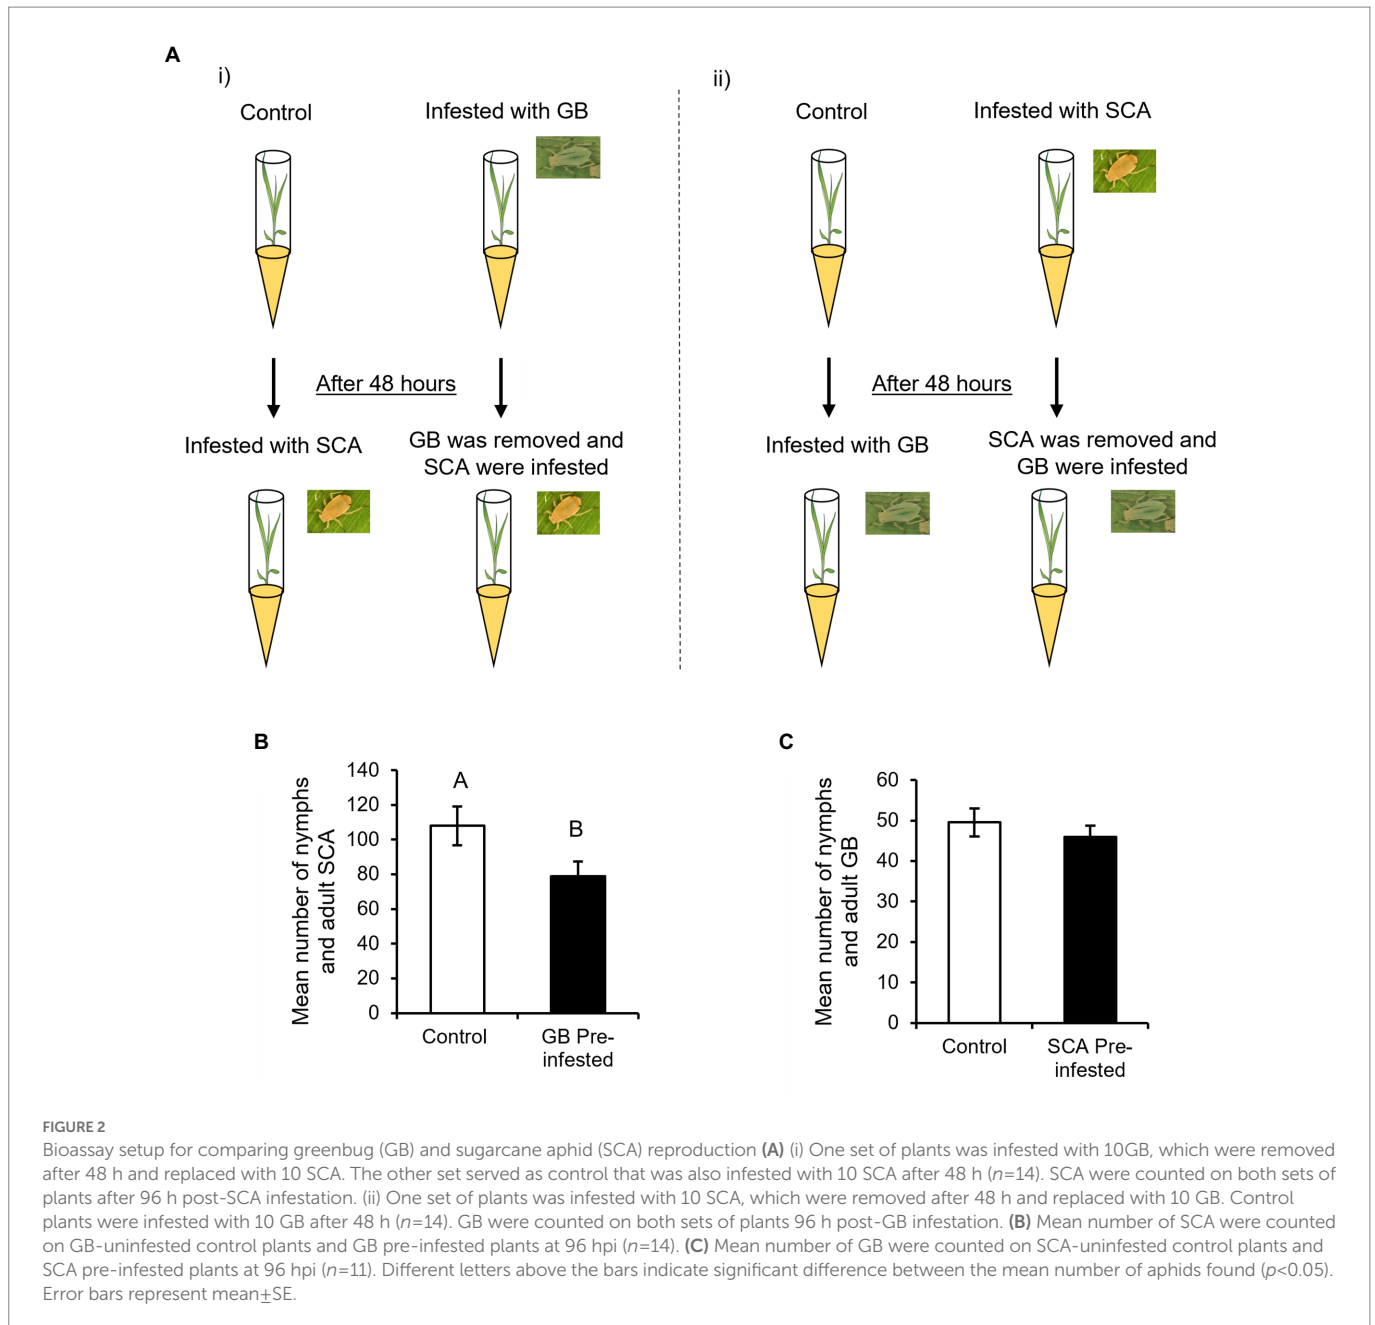 A
i)
Control
Infested with GB
After 48 hours
Infested with SCA
GB was removed and
SCA were infested
ii)
Control
Infested with SCA
After 48 hours
Infested with GB
SCA was removed and
GB were infested
B
Mean number of nymphs
and adult SCA
140
120
100
80
60
40
20
0
A
B
Control
GB Pre-
infested
C
Mean number of nymphs
and adult GB
60
50
40
30
20
10
0
Control
SCA Pre-
infested
FIGURE 2
Bioassay setup for comparing greenbug (GB) and sugarcane aphid (SCA) reproduction (A) (i) One set of plants was infested with 10GB, which were removed
after 48 h and replaced with 10 SCA. The other set served as control that was also infested with 10 SCA after 48 h (n=14). SCA were counted on both sets of
plants after 96 h post-SCA infestation. (ii) One set of plants was infested with 10 SCA, which were removed after 48 h and replaced with 10 GB. Control
plants were infested with 10 GB after 48 h (n=14). GB were counted on both sets of plants 96 h post-GB infestation. (B) Mean number of SCA were counted
on GB-uninfested control plants and GB pre-infested plants at 96 hpi (n=14). (C) Mean number of GB were counted on SCA-uninfested control plants and
SCA pre-infested plants at 96 hpi (n=11). Different letters above the bars indicate significant difference between the mean number of aphids found (p<0.05).
Error bars represent mean±SE.